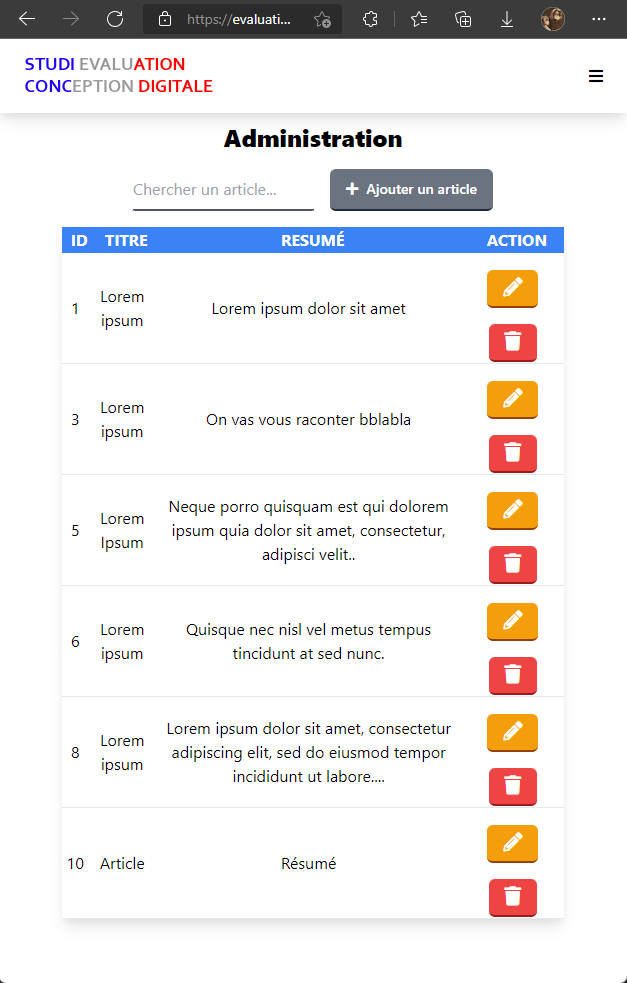 https://evaluati...
STUDI EVALUATION
CONCEPTION DIGITALE
Administration
Chercher un article...
Ajouter un article
ID TITRE RESUMÉ ACTION
1 Lorem ipsum Lorem ipsum dolor sit amet
3 Lorem ipsum On vas vous raconter bblabla
5 Lorem Ipsum Neque porro quisquam est qui dolorem
ipsum quia dolor sit amet, consectetur,
adipisci velit..
6 Lorem ipsum Quisque nec nisl vel metus tempus
tincidunt at sed nunc.
8 Lorem ipsum Lorem ipsum dolor sit amet, consectetur
adipiscing elit, sed do eiusmod tempor
incididunt ut labore....
10 Article Résumé